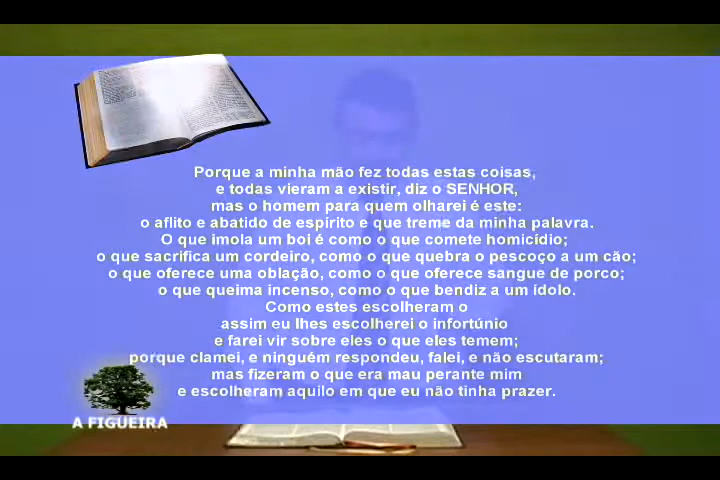 Porque a minha mão fez todas estas coisas,
e todas vieram a existir, diz o SENHOR,
mas o homem para quem olharei é este:
o aflito e abatido de espírito e que treme da minha palavra.
O que imola um boi é como o que comete homicídio;
o que sacrifica um cordeiro, como o que quebra o pescoço a um cão;
o que oferece uma oblação, como o que oferece sangue de porco;
o que queima incenso, como o que bendiz a um ídolo.
Como estes escolheram o
assim eu lhes escolherei o infortúnio
e farei vir sobre eles o que eles temem;
porque clamei, e ninguém respondeu, falei, e não escutaram;
mas fizeram o que era mau perante mim
e escolheram aquilo em que eu não tinha prazer.
A FIGUEIRA